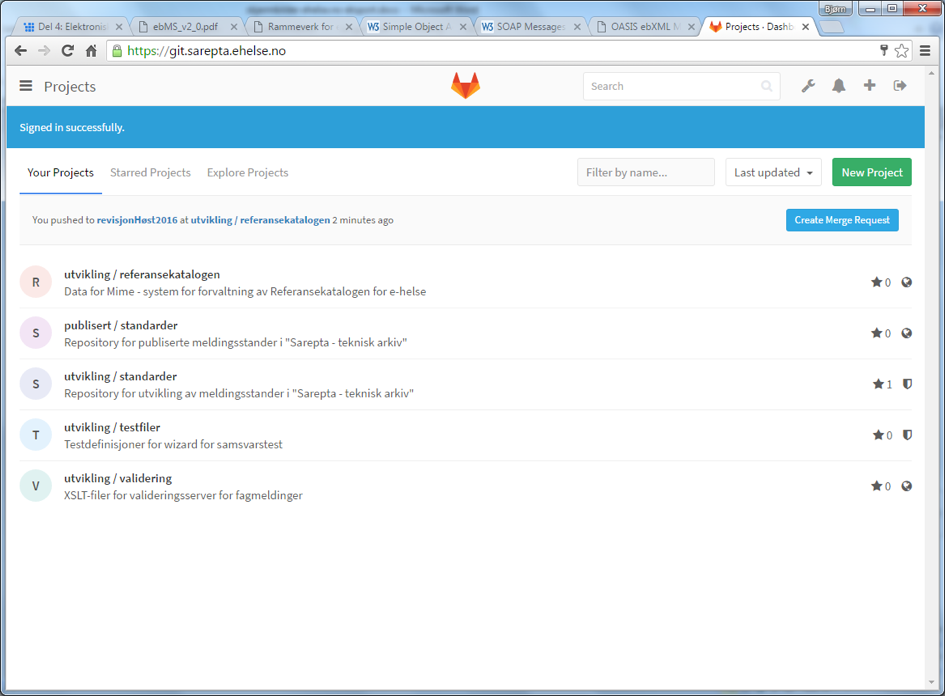 Bjørn
Del 4: Elektronis
ebMS_v2_0.pdf
Rammeverk for
Simple Object A
SOAP Messages
OASIS ebXML M
Projects · Dashb
https://git.sarepta.ehelse.no
Projects
Search
Signed in successfully.
Your Projects Starred Projects Explore Projects Filter by name... Last updated New Project
You pushed to revisjonHøst2016 at utvikling / referansekatalogen 2 minutes ago Create Merge Request
R utvikling / referansekatalogen 0
Data for Mime - system for forvaltning av Referansekatalogen for e-helse
S publisert / standarder 0
Repository for publiserte meldingsstander i "Sarepta - teknisk arkiv"
S utvikling / standarder 1
Repository for utvikling av meldingsstander i "Sarepta - teknisk arkiv"
T utvikling / testfiler 0
Testdefinisjoner for wizard for samsvarstest
V utvikling / validering 0
XSLT-filer for valideringsserver for fagmeldinger